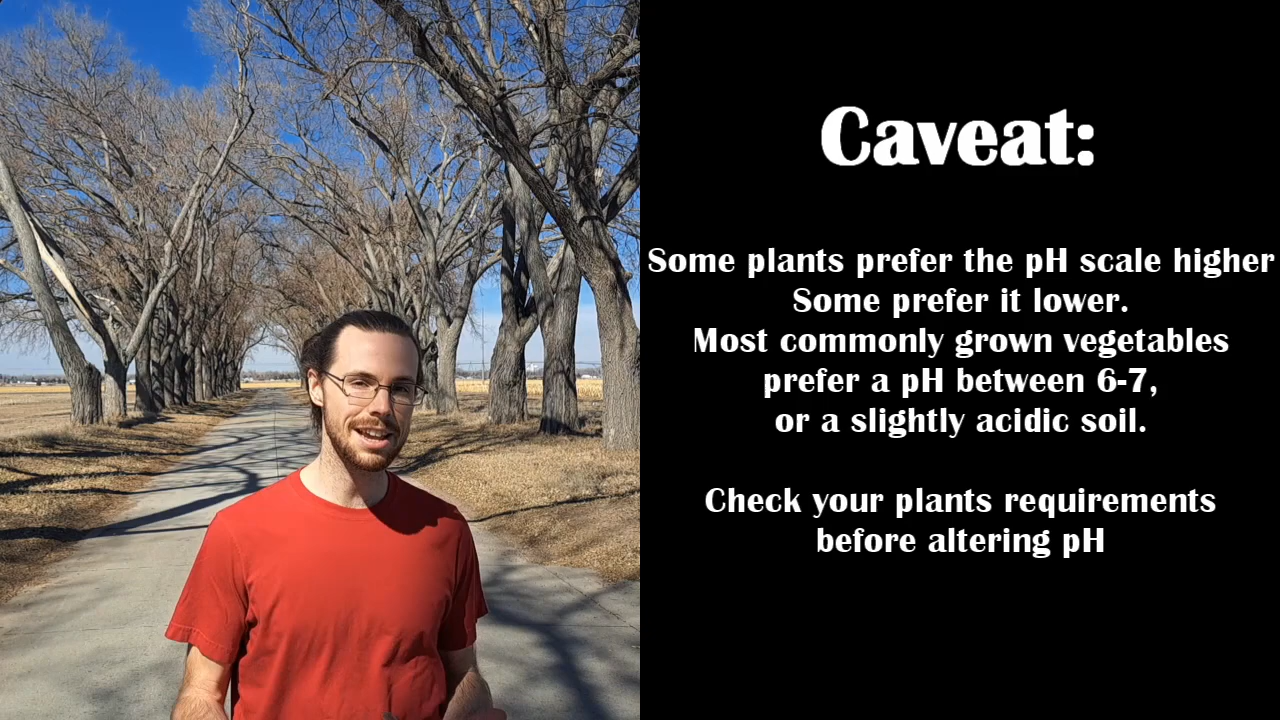 Caveat:
Some plants prefer the pH scale higher
Some prefer it lower.
Most commonly grown vegetables
prefer a pH between 6-7,
or a slightly acidic soil.
Check your plants requirements
before altering pH